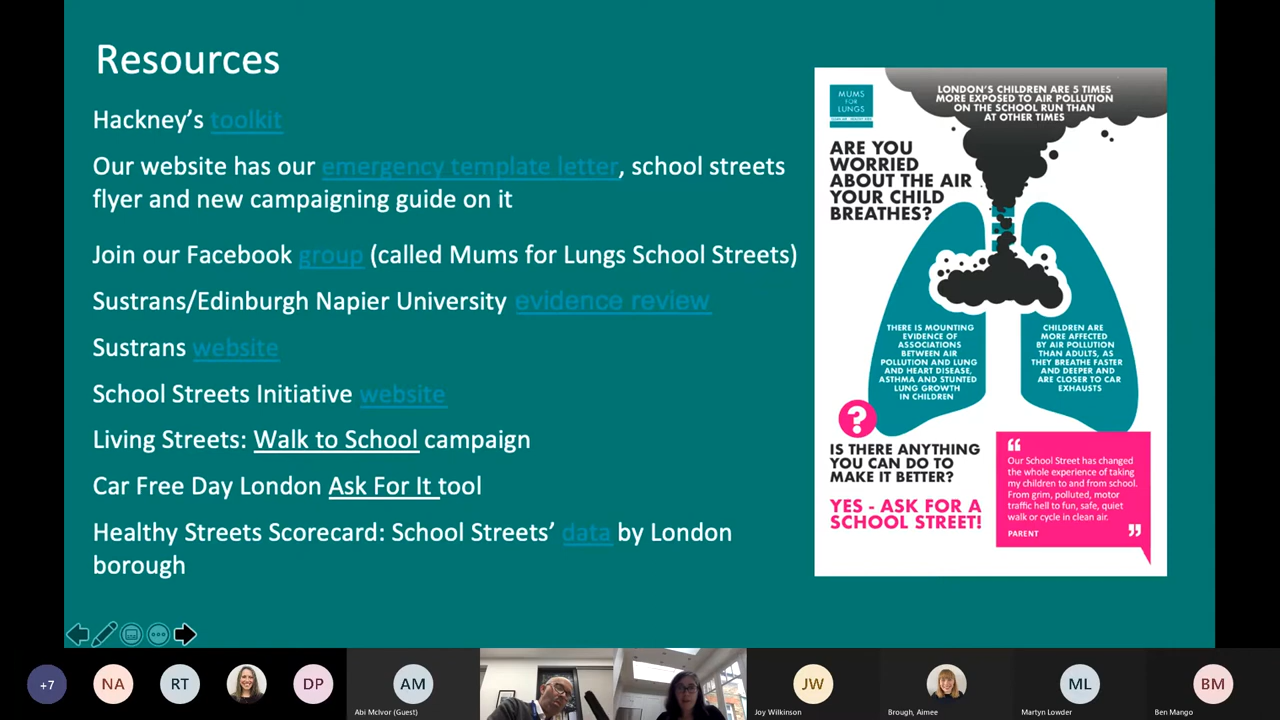 Resources
Hackney's toolkit
Our website has our emergency template letter, school streets
flyer and new campaigning guide on it
Join our Facebook group (called Mums for Lungs School Streets)
Sustrans/Edinburgh Napier University evidence review
Sustrans website
School Streets Initiative website
Living Streets: Walk to School campaign
Car Free Day London Ask For It tool
Healthy Streets Scorecard: School Streets' data by London
borough
MUMS
FOR
LUNGS
LONDON'S CHILDREN ARE 5 TIMES
MORE EXPOSED TO AIR POLLUTION
ON THE SCHOOL RUN THAN
AT OTHER TIMES
ARE YOU
WORRIED
ABOUT THE AIR
YOUR CHILD
BREATHES?
THERE IS MOUNTING
EVIDENCE OF
ASSOCIATIONS
BETWEEN AIR
POLLUTION AND LUNG
AND HEART DISEASE,
ASTHMA AND STUNTED
LUNG GROWTH
IN CHILDREN
CHILDREN ARE
MORE AFFECTED
BY AIR POLLUTION
THAN ADULTS, AS
THEY BREATHE FASTER
AND DEEPER AND
ARE CLOSER TO CAR
EXHAUSTS
?
IS THERE ANYTHING
YOU CAN DO TO
MAKE IT BETTER?
YES - ASK FOR A
SCHOOL STREET!
“
Our School Street has changed
the whole experience of taking
my children to and from school.
From grim, polluted, motor
traffic hell to fun, safe, quiet
walk or cycle in clean air.
PARENT ”
+7
NA
RT
DP
AM
Abi McIvor (Guest)
JW
Joy Wilkinson
Brough, Aimee
ML
Martyn Lowder
BM
Ben Mango